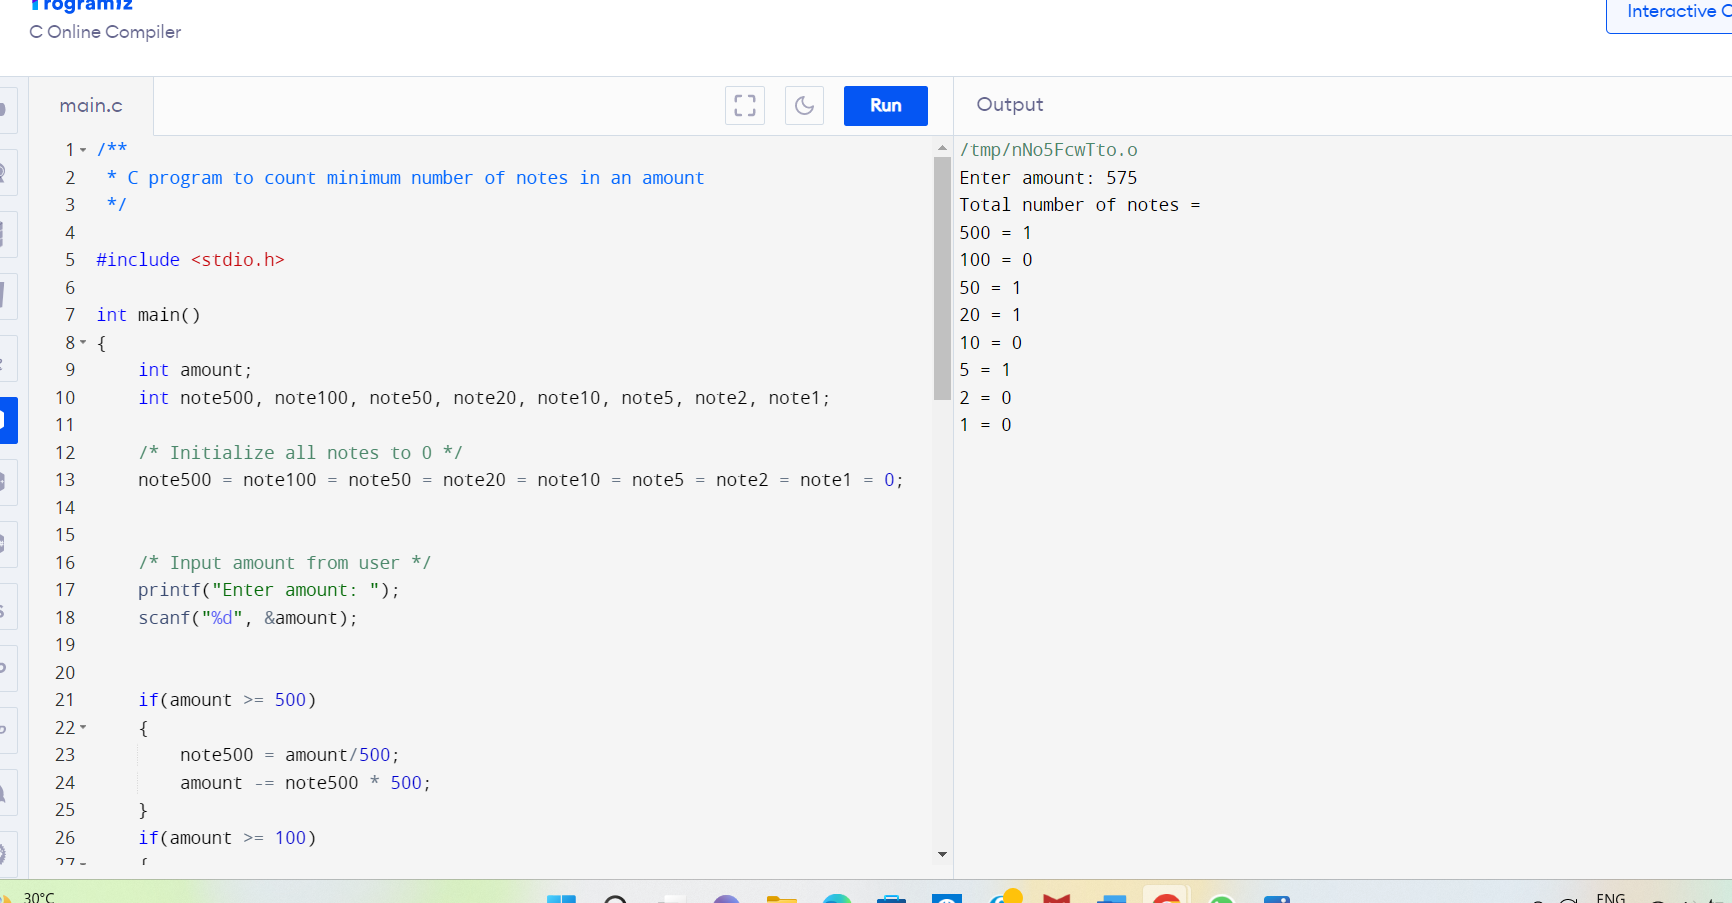 Programiz
C Online Compiler
Interactive C
main.c
Run
Output
1 /**
2 * C program to count minimum number of notes in an amount
3 */
4
5 #include <stdio.h>
6
7 int main()
8 {
9 int amount;
10 int note500, note100, note50, note20, note10, note5, note2, note1;
11
12 /* Initialize all notes to 0 */
13 note500 = note100 = note50 = note20 = note10 = note5 = note2 = note1 = 0;
14
15
16 /* Input amount from user */
17 printf("Enter amount: ");
18 scanf("%d", &amount);
19
20
21 if(amount >= 500)
22 {
23 note500 = amount/500;
24 amount -= note500 * 500;
25 }
26 if(amount >= 100)
27 {
/tmp/nNo5FcwTto.o
Enter amount: 575
Total number of notes =
500 = 1
100 = 0
50 = 1
20 = 1
10 = 0
5 = 1
2 = 0
1 = 0
30°C
ENG